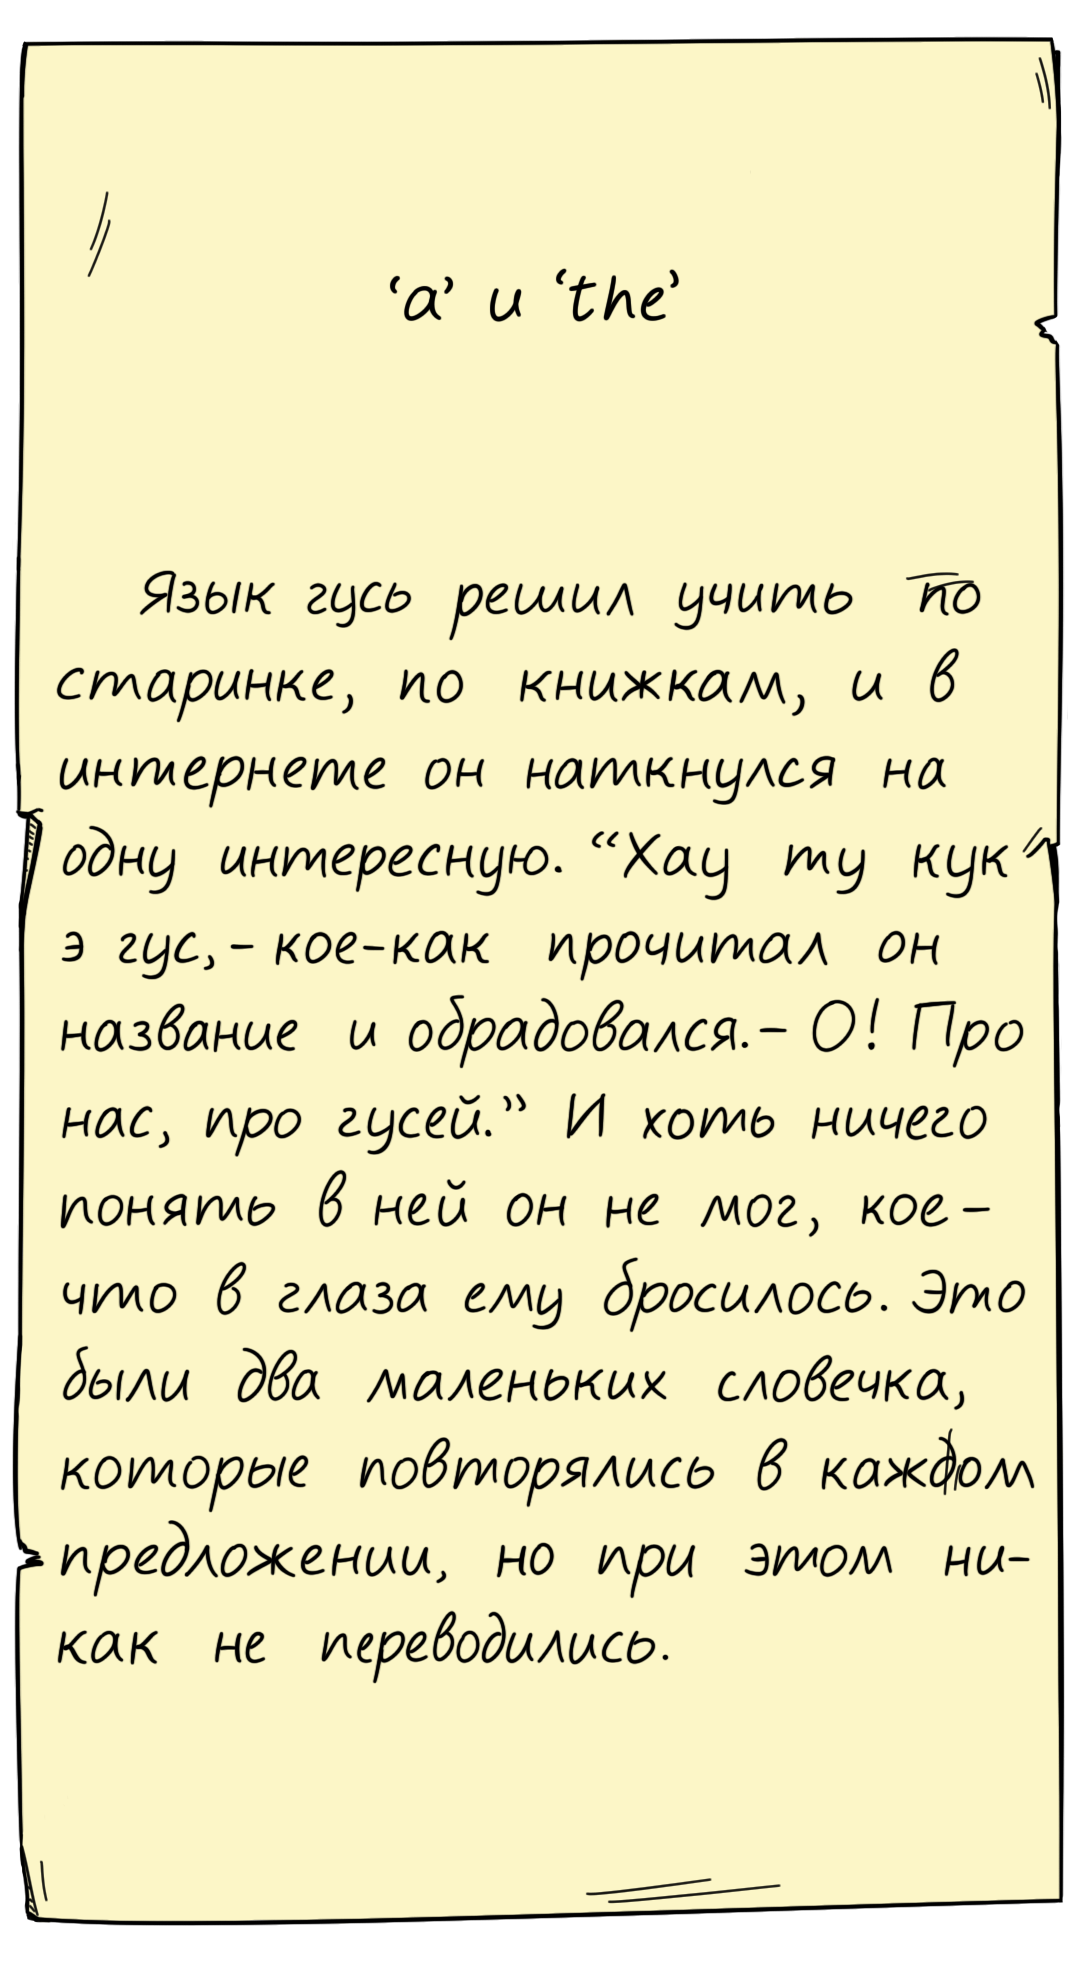 ‘a’ и ‘the’
Язык гусь решил учить по
старинке, по книжкам, и в
интернете он наткнулся на
одну интересную. “Хау ту кук
э гус, – кое-как прочитал он
название и обрадовался. – О! Про
нас, про гусей.” И хоть ничего
понять в ней он не мог, кое-
что в глаза ему бросилось. Это
были два маленьких словечка,
которые повторялись в каждом
предложении, но при этом ни-
как не переводились.